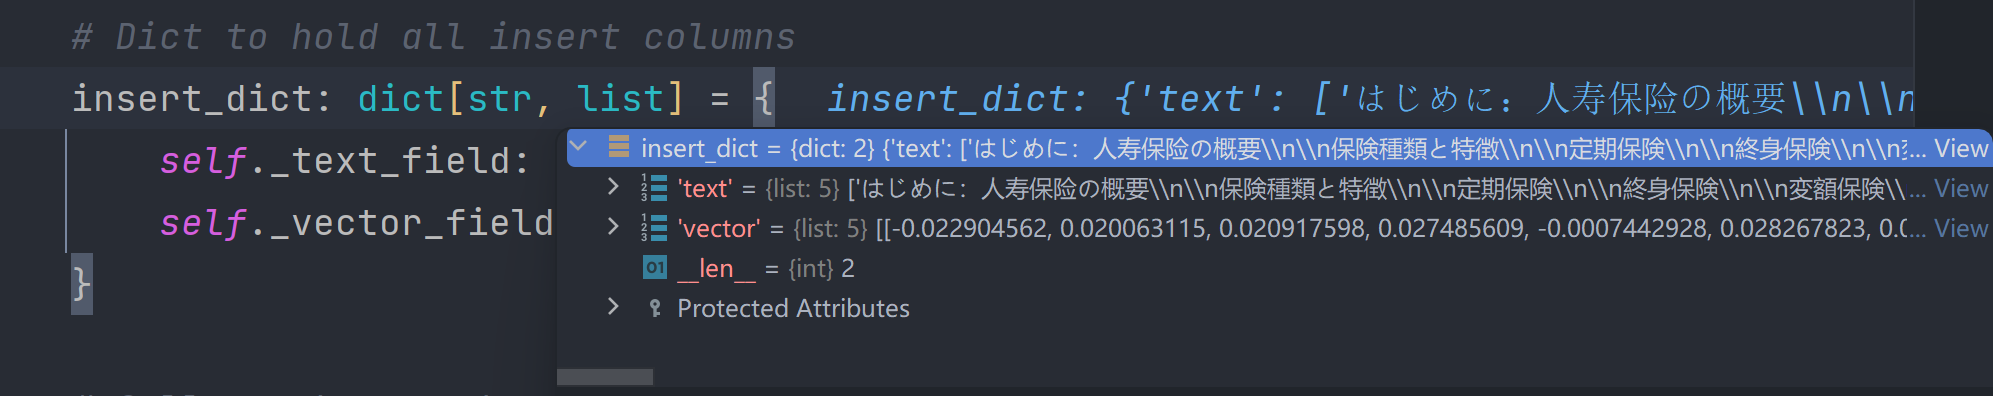 # Dict to hold all insert columns
insert_dict: dict[str, list] = {   insert_dict: {'text': ['はじめに：人寿保险の概要\\n\\n
insert_dict = {dict: 2} {'text': ['はじめに：人寿保险の概要\\n\\n保険種類と特徴\\n\\n定期保険\\n\\n終身保険\\n\\n... View
self._text_field:
'text' = {list: 5} ['はじめに：人寿保险の概要\\n\\n保険種類と特徴\\n\\n定期保険\\n\\n終身保険\\n\\n変額保険\\... View
self._vector_field
'vector' = {list: 5} [[-0.022904562, 0.020063115, 0.020917598, 0.027485609, -0.0007442928, 0.028267823, 0.0... View
}
01 __len__ = {int} 2
Protected Attributes